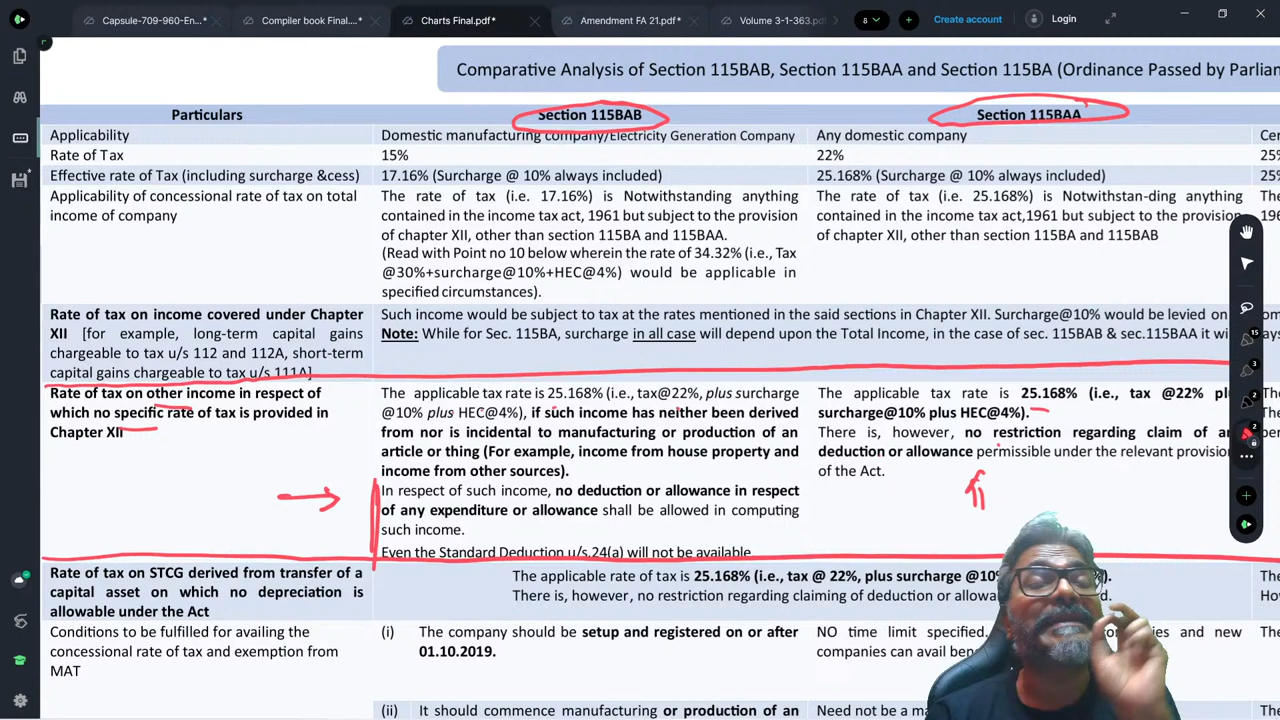 Capsule-709-960-En...*
Compiler book Final....*
Charts Final.pdf*
Amendment FA 21.pdf*
Volume 3-1-363.pd
8
Create account
Login
Comparative Analysis of Section 115BAB, Section 115BAA and Section 115BA (Ordinance Passed by Parlian
Particulars
Section 115BAB
Section 115BAA
Applicability
Domestic manufacturing company/Electricity Generation Company
Any domestic company
Cer
Rate of Tax
15%
22%
25%
Effective rate of Tax (including surcharge &cess)
17.16% (Surcharge @ 10% always included)
25.168% (Surcharge @ 10% always included)
25%
Applicability of concessional rate of tax on total
income of company
The rate of tax (i.e. 17.16%) is Notwithstanding anything
contained in the income tax act, 1961 but subject to the provision
of chapter XII, other than section 115BA and 115BAA.
(Read with Point no 10 below wherein the rate of 34.32% (i.e., Tax
@30%+surcharge@10%+HEC@4%) would be applicable in
specified circumstances).
The rate of tax (i.e. 25.168%) is Notwithstan-ding anything
contained in the income tax act,1961 but subject to the provision
of chapter XII, other than section 115BA and 115BAB
The
196
Rate of tax on income covered under Chapter
XII [for example, long-term capital gains
chargeable to tax u/s 112 and 112A, short-term
capital gains chargeable to tax u/s 111A]
Such income would be subject to tax at the rates mentioned in the said sections in Chapter XII. Surcharge@10% would be levied on
Note: While for Sec. 115BA, surcharge in all case will depend upon the Total Income, in the case of sec. 115BAB & sec.115BAA it wi
Rate of tax on other income in respect of
which no specific rate of tax is provided in
Chapter XII
The applicable tax rate is 25.168% (i.e., tax@22%, plus surcharge
@10% plus HEC@4%), if such income has neither been derived
from nor is incidental to manufacturing or production of an
article or thing (For example, income from house property and
income from other sources).
In respect of such income, no deduction or allowance in respect
of any expenditure or allowance shall be allowed in computing
such income.
Even the Standard Deduction u/s.24(a) will not be available
The applicable tax rate is 25.168% (i.e., tax @22% pl
surcharge@10% plus HEC@4%).
There is, however, no restriction regarding claim of an
deduction or allowance permissible under the relevant provision
of the Act.
Rate of tax on STCG derived from transfer of a
capital asset on which no depreciation is
allowable under the Act
The applicable rate of tax is 25.168% (i.e., tax @ 22%, plus surcharge @10%
There is, however, no restriction regarding claiming of deduction or allowa
Conditions to be fulfilled for availing the
concessional rate of tax and exemption from
MAT
(i) The company should be setup and registered on or after
01.10.2019.
NO time limit specified.
and new
companies can avail ben
(ii) It should commence manufacturing or production of an
Need not be a ma